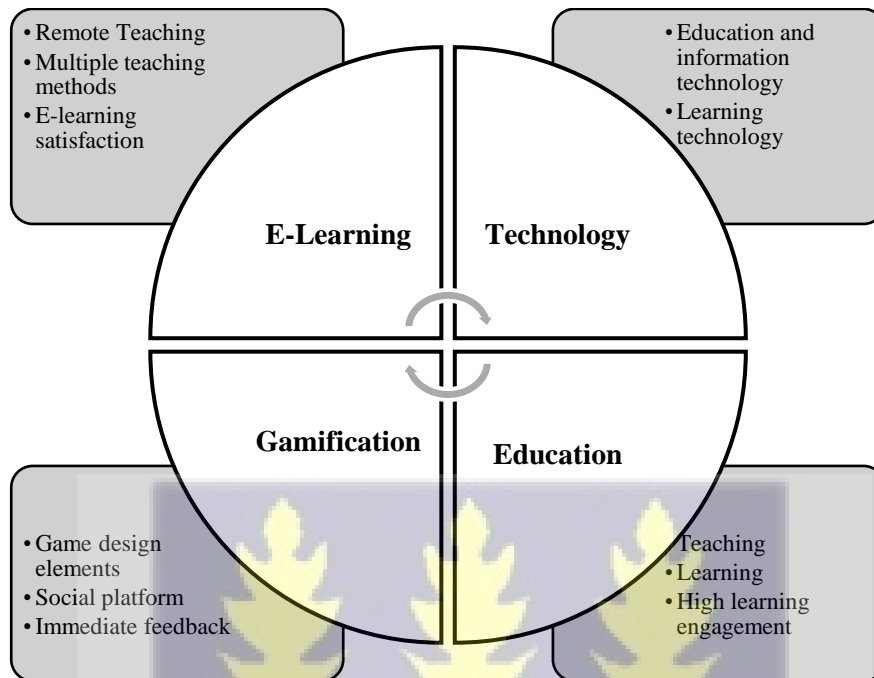 • Remote Teaching
• Multiple teaching
methods
• E-learning
satisfaction
• Education and
information
technology
• Learning
technology
E-Learning
Technology
Gamification
Education
• Game design
elements
• Social platform
• Immediate feedback
Teaching
• Learning
• High learning
engagement